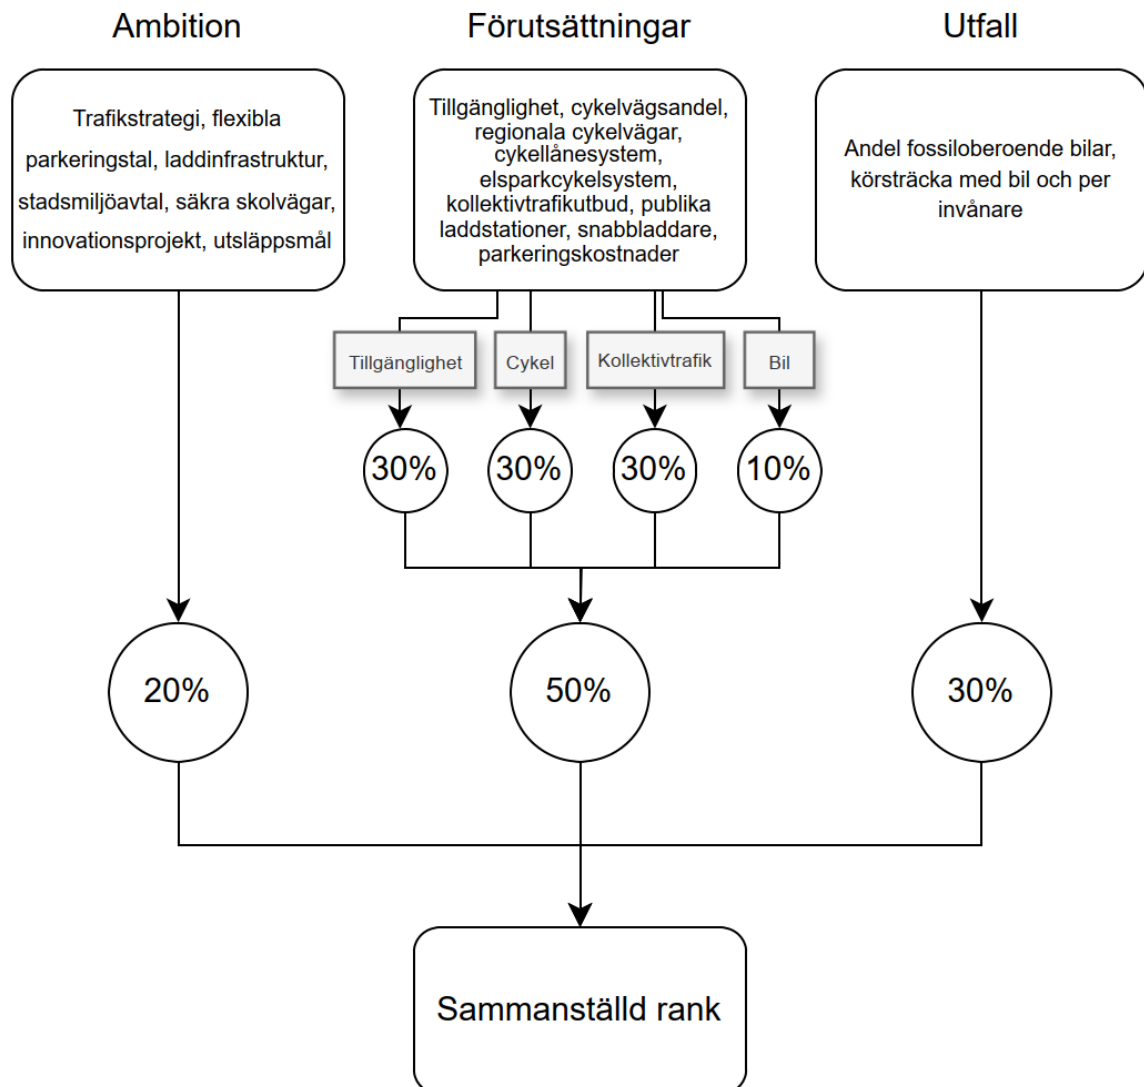 Ambition
Förutsättningar
Utfall
Trafikstrategi, flexibla
parkeringstal, laddinfrastruktur,
stadsmiljöavtal, säkra skolvägar,
innovationsprojekt, utsläppsmål
Tillgänglighet, cykelvägsandel,
regionala cykelvägar,
cykellånesystem,
elsparkcykelsystem,
kollektivtrafikutbud, publika
laddstationer, snabbladdare,
parkeringskostnader
Andel fossiloberoende bilar,
körsträcka med bil och per
invånare
Tillgänglighet
Cykel
Kollektivtrafik
Bil
30%
30%
30%
10%
20%
50%
30%
Sammanställd rank